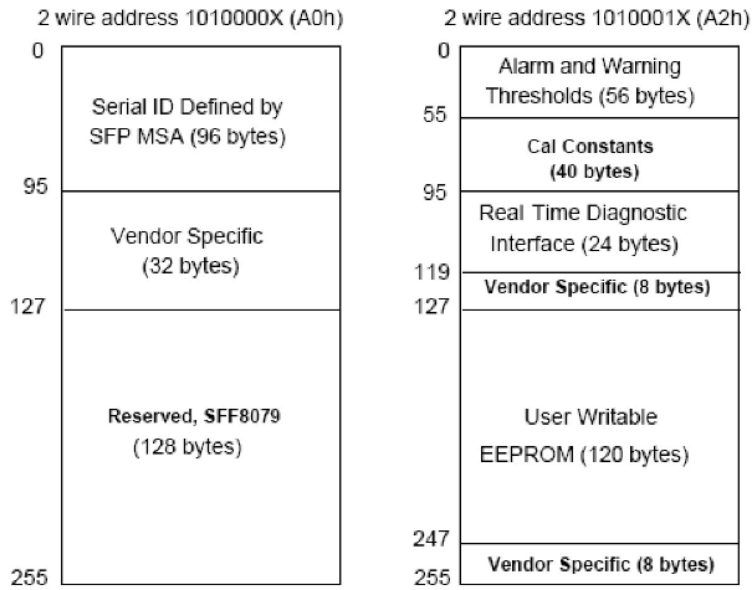 2 wire address 1010000X (A0h)
0
Serial ID Defined by
SFP MSA (96 bytes)
95
Vendor Specific
(32 bytes)
127
Reserved, SFF8079
(128 bytes)
255
2 wire address 1010001X (A2h)
0
Alarm and Warning
Thresholds (56 bytes)
55
Cal Constants
(40 bytes)
95
Real Time Diagnostic
Interface (24 bytes)
119
Vendor Specific (8 bytes)
127
User Writable
EEPROM (120 bytes)
247
Vendor Specific (8 bytes)
255